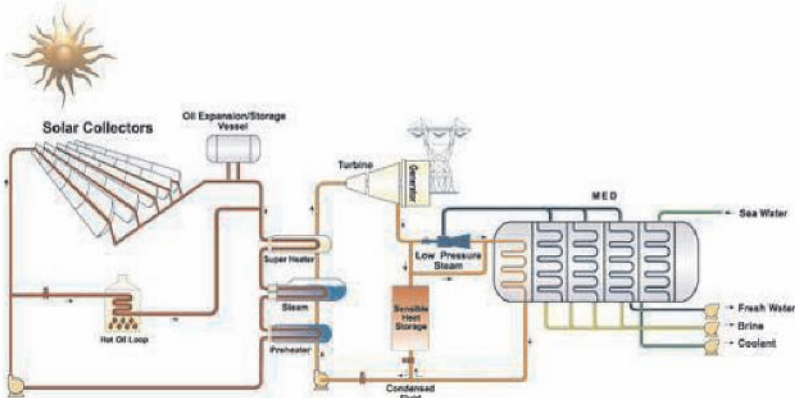 Solar Collectors
Oil Expansion/Storage
Vessel
Turbine
Generator
MED
Sea Water
Low Pressure
Steam
Super Heater
Steam
Preheater
Hot Oil Loop
Sensible
Heat
Storage
Condensed
Fluid
Fresh Water
Brine
Coolant